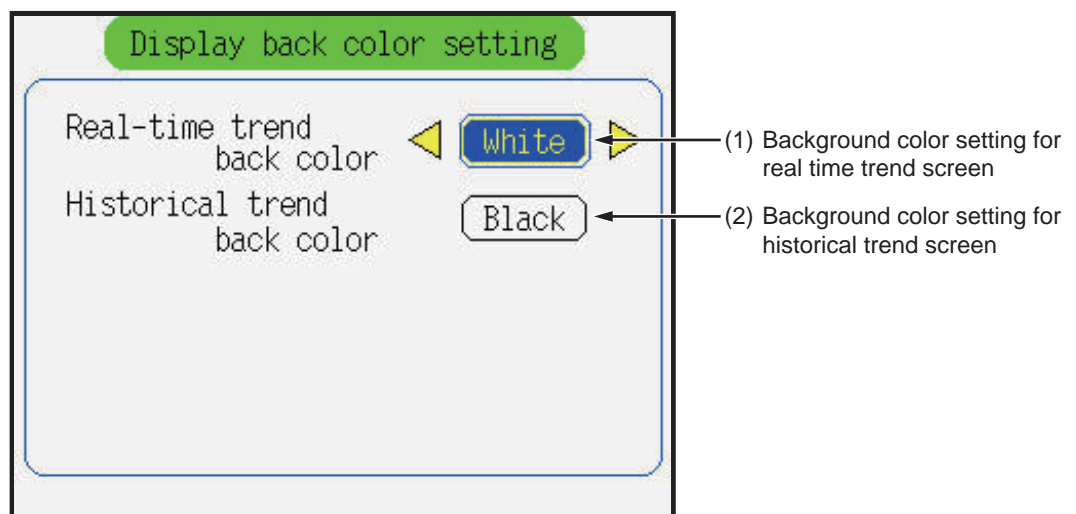 Display back color setting
Real-time trend
back color
White
(1) Background color setting for
real time trend screen
Historical trend
back color
Black
(2) Background color setting for
historical trend screen